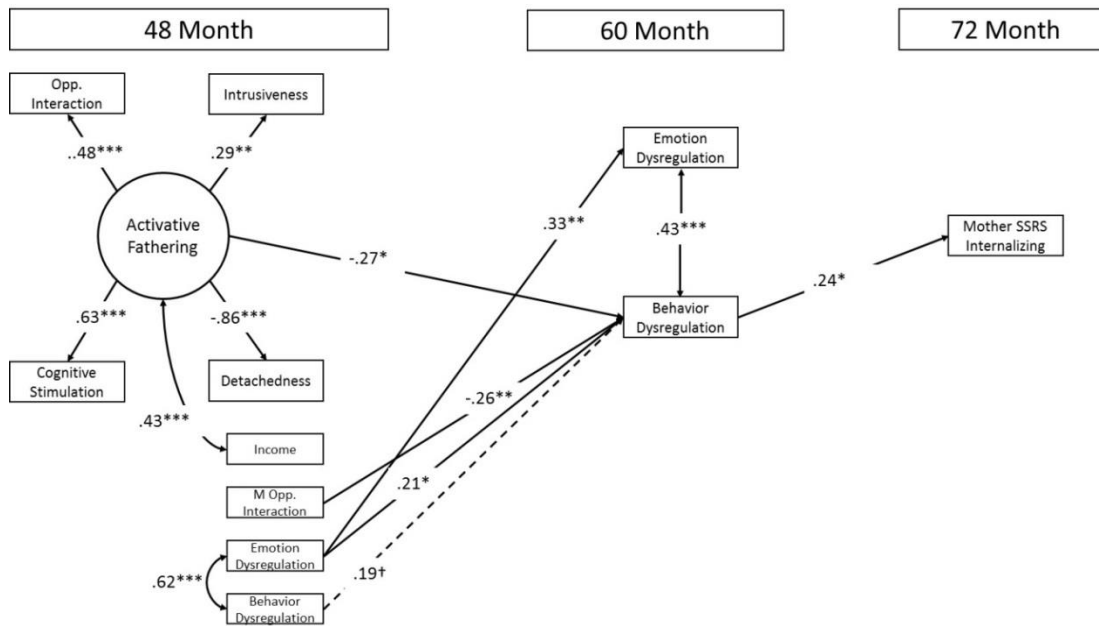 48 Month
60 Month
72 Month
Opp.
Interaction
Intrusiveness
..48***
.29**
Activative
Fathering
.63***
-.86***
Cognitive
Stimulation
Detachedness
.43***
Income
M Opp.
Interaction
Emotion
Dysregulation
.62***
Behavior
Dysregulation
-.27*
.33**
-.26**
.21*
.19†
Emotion
Dysregulation
.43***
Behavior
Dysregulation
.24*
Mother SSRS
Internalizing